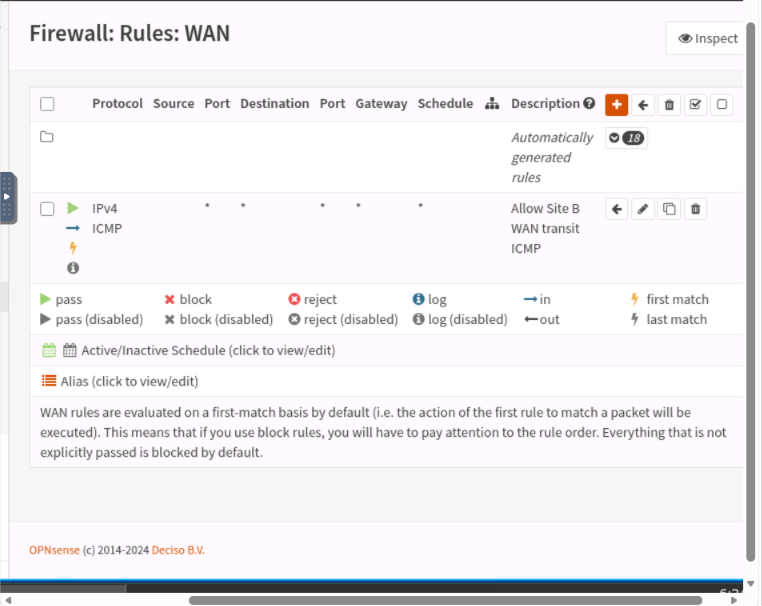 Firewall: Rules: WAN
Inspect
Protocol Source Port Destination Port Gateway Schedule Description
Automatically
generated
rules
18
IPv4 * * * * * Allow Site B
ICMP WAN transit
ICMP
pass block reject log in first match
pass (disabled) block (disabled) reject (disabled) log (disabled) out last match
Active/Inactive Schedule (click to view/edit)
Alias (click to view/edit)
WAN rules are evaluated on a first-match basis by default (i.e. the action of the first rule to match a packet will be
executed). This means that if you use block rules, you will have to pay attention to the rule order. Everything that is not
explicitly passed is blocked by default.
OPNsense (c) 2014-2024 Deciso B.V.